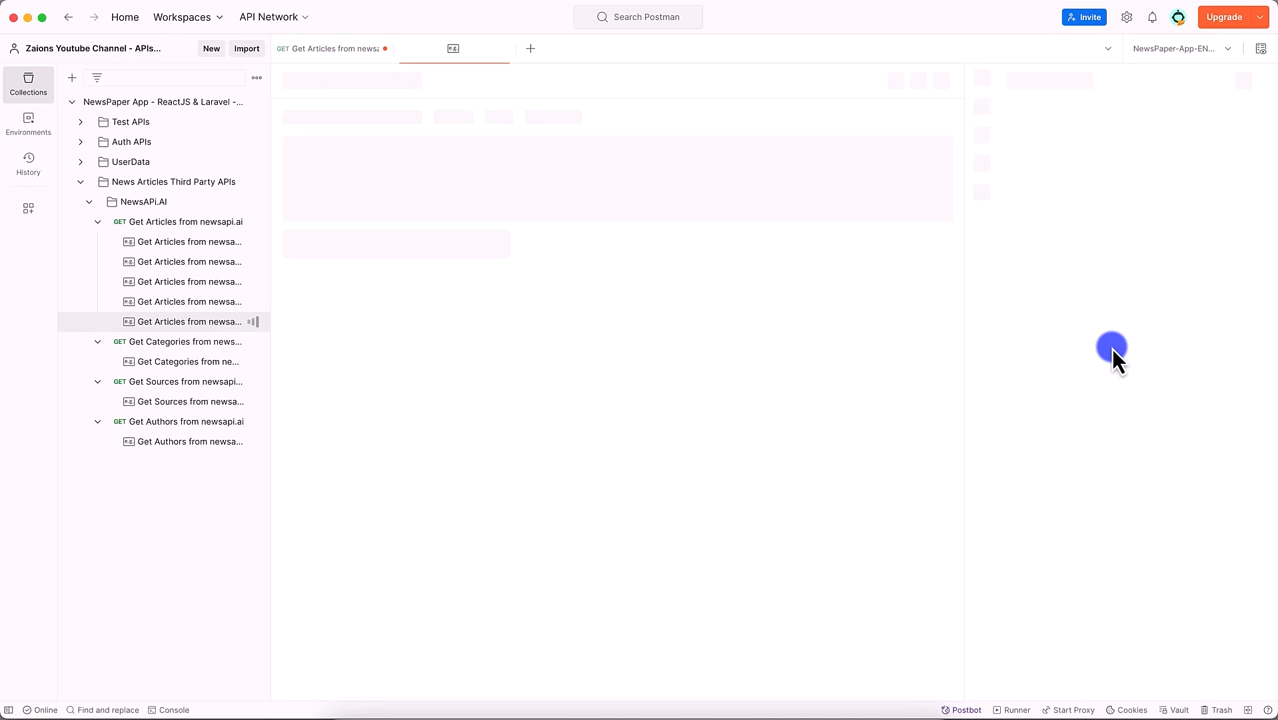 Home
Workspaces
API Network
Search Postman
Invite
Upgrade
Zaions Youtube Channel - APIs...
New
Import
GET Get Articles from newsa
NewsPaper-App-EN...
Collections
Environments
History
NewsPaper App - ReactJS & Laravel -...
Test APIs
Auth APIs
UserData
News Articles Third Party APIs
NewsAPi.AI
GET Get Articles from newsapi.ai
e.g. Get Articles from newsa...
e.g. Get Articles from newsa...
e.g. Get Articles from newsa...
e.g. Get Articles from newsa...
e.g. Get Articles from newsa...
GET Get Categories from news...
e.g. Get Categories from ne...
GET Get Sources from newsapi...
e.g. Get Sources from newsa...
GET Get Authors from newsapi.ai
e.g. Get Authors from newsa...
Online
Find and replace
Console
Postbot
Runner
Start Proxy
Cookies
Vault
Trash